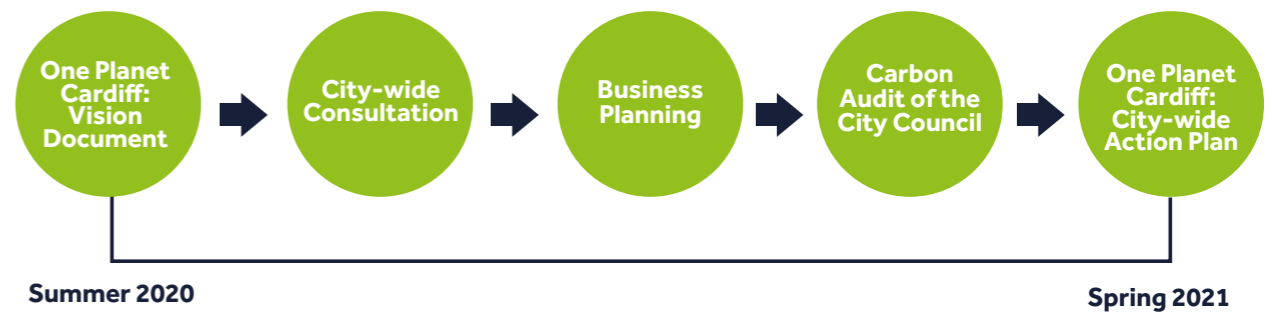 One Planet
Cardiff:
Vision
Document
City-wide
Consultation
Business
Planning
Carbon
Audit of the
City Council
One Planet
Cardiff:
City-wide
Action Plan
Summer 2020
Spring 2021